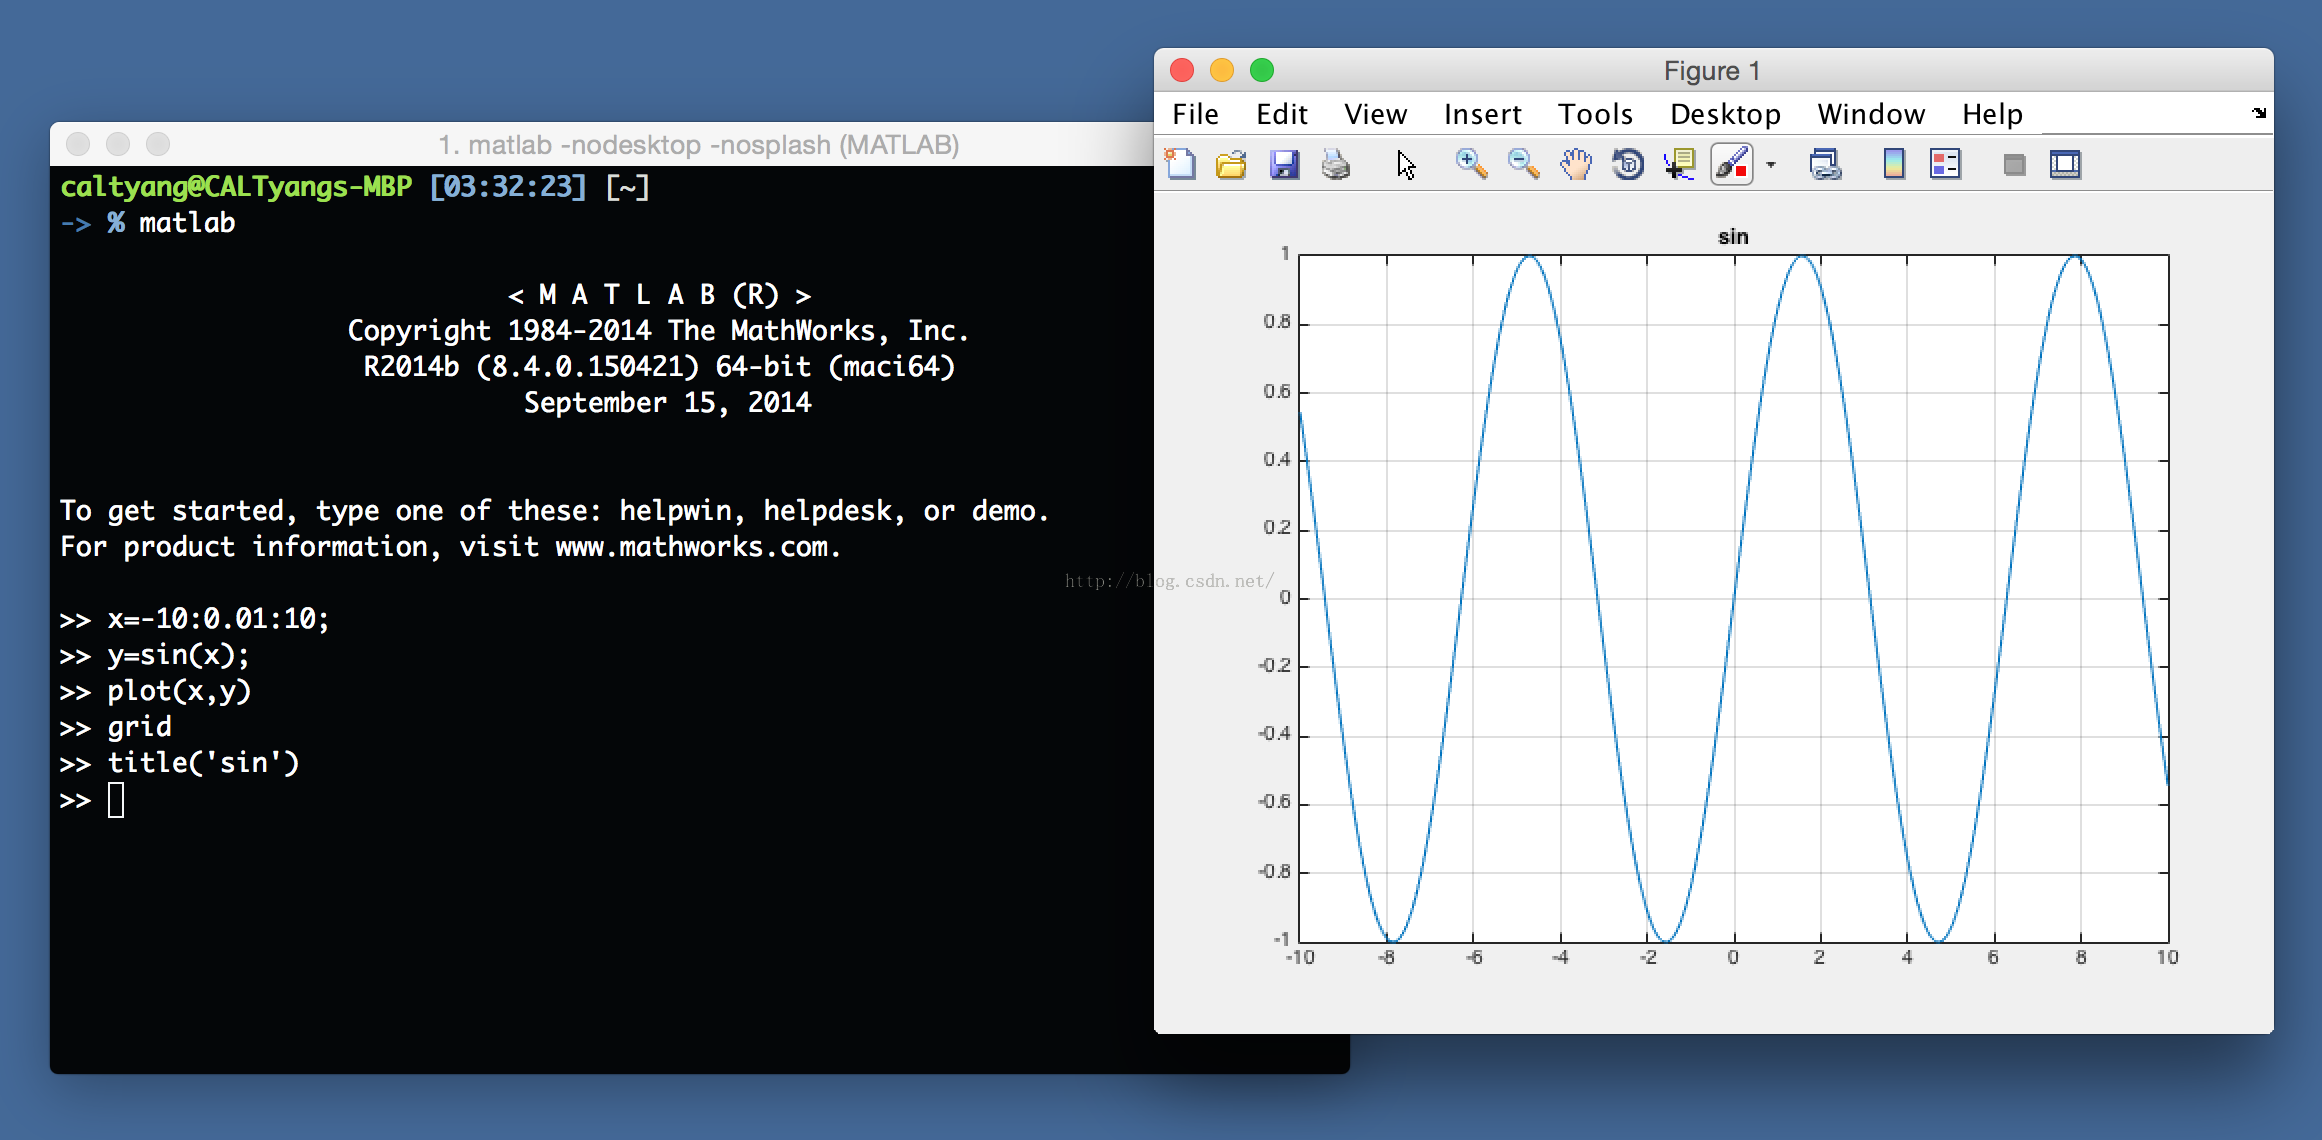 1. matlab -nodesktop -nosplash (MATLAB)
caltyang@CALTyangs-MBP [03:32:23] [~]
-> % matlab
< M A T L A B (R) >
Copyright 1984-2014 The MathWorks, Inc.
R2014b (8.4.0.150421) 64-bit (maci64)
September 15, 2014
To get started, type one of these: helpwin, helpdesk, or demo.
For product information, visit www.mathworks.com.
>> x=-10:0.01:10;
>> y=sin(x);
>> plot(x,y)
>> grid
>> title('sin')
>>
http://blog.csdn.net/
Figure 1
File Edit View Insert Tools Desktop Window Help
sin
1
0.8
0.6
0.4
0.2
0
-0.2
-0.4
-0.6
-0.8
-1
-10 -8 -6 -4 -2 0 2 4 6 8 10